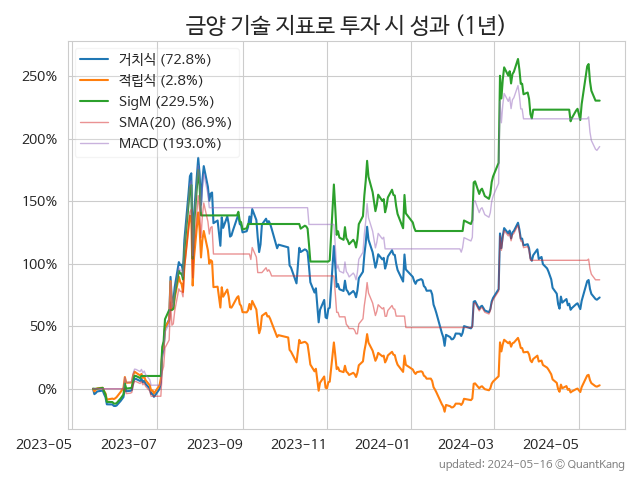 금양 기술 지표로 투자 시 성과 (1년)
거치식 (72.8%)
적립식 (2.8%)
SigM (229.5%)
SMA(20) (86.9%)
MACD (193.0%)
250%
200%
150%
100%
50%
0%
2023-05 2023-07 2023-09 2023-11 2024-01 2024-03 2024-05
updated: 2024-05-16 ⓒ QuantKang